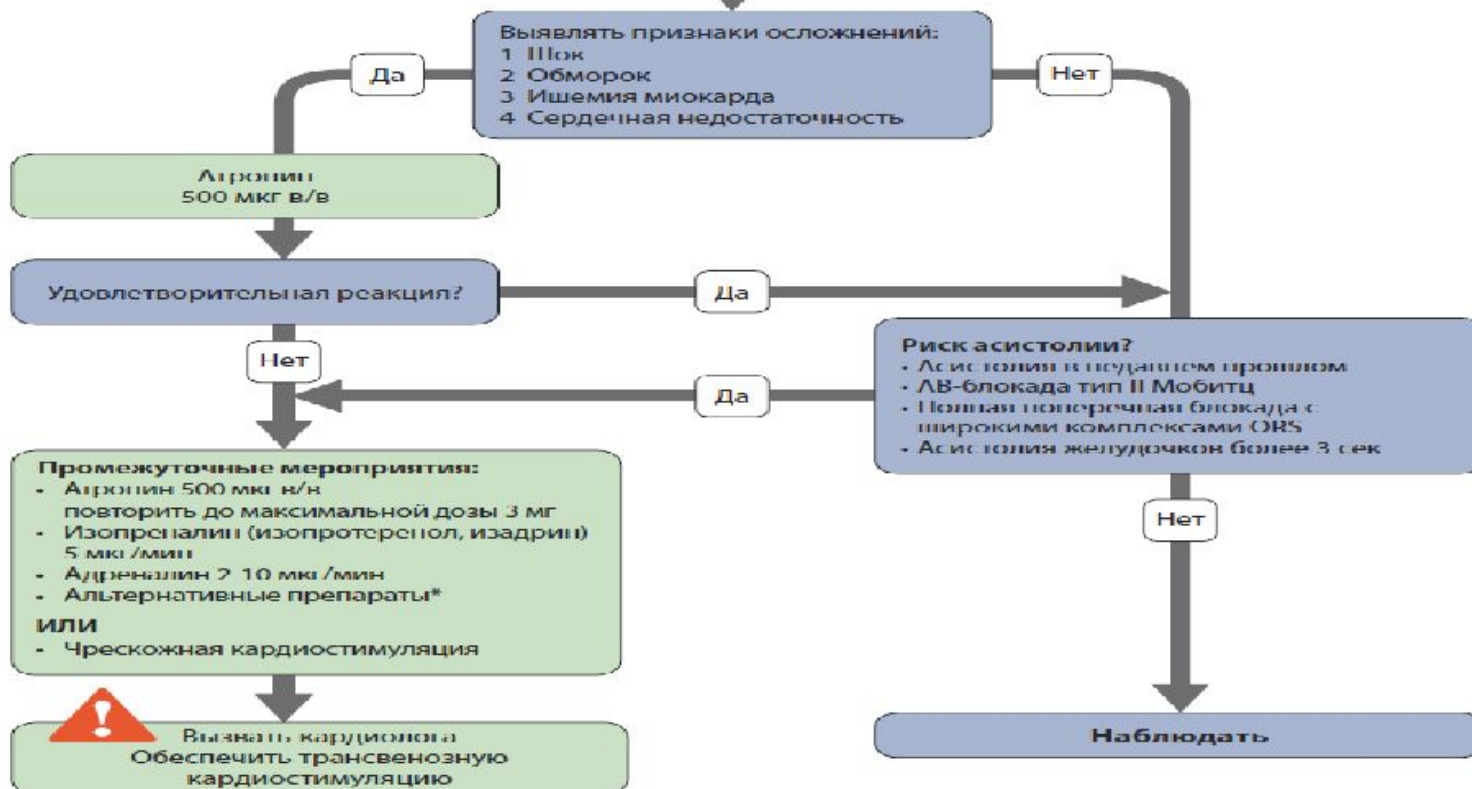 Выявлять признаки осложнений:
1 Шок
2 Обморок
3 Ишемия миокарда
4 Сердечная недостаточность
Да
Нет
Атропин
500 мкг в/в
Удовлетворительная реакция?
Да
Нет
Риск асистолии?
- Асистолия в недавнем прошлом
- АВ-блокада тип II Мобитц
- Полная поперечная блокада с
широкими комплексами QRS
- Асистолия желудочков более 3 сек
Да
Нет
Промежуточные мероприятия:
- Атропин 500 мкг в/в
повторить до максимальной дозы 3 мг
- Изопреналин (изопротеренол, изадрин)
5 мкг/мин
- Адреналин 2-10 мкг/мин
- Альтернативные препараты*
ИЛИ
- Чрескожная кардиостимуляция
!
Вызвать кардиолога
Обеспечить трансвенозную
кардиостимуляцию
Наблюдать